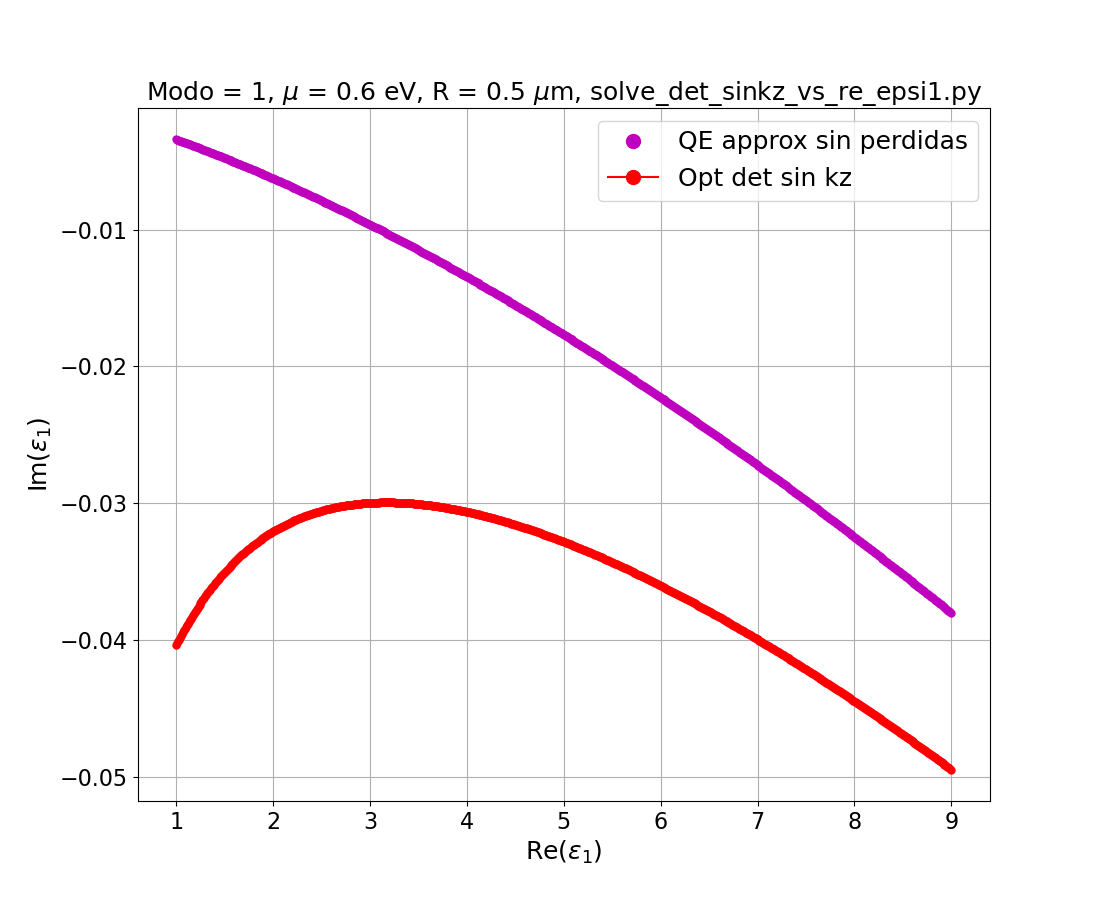 Modo = 1, μ = 0.6 eV, R = 0.5 μm, solve_det_sinkz_vs_re_epsi1.py
QE approx sin perdidas
Opt det sin kz
−0.01
−0.02
−0.03
−0.04
−0.05
Im(ε₁)
1 2 3 4 5 6 7 8 9
Re(ε₁)